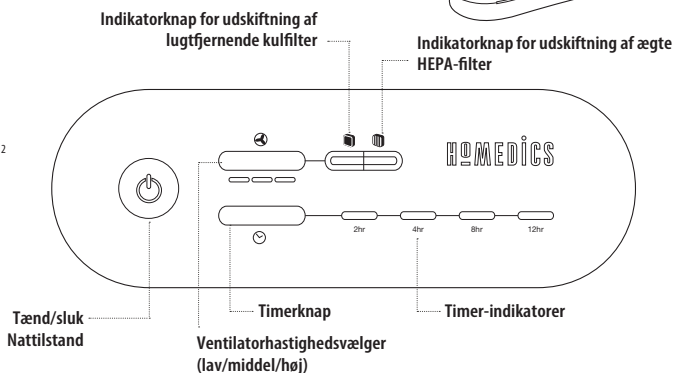 Indikatorknap for udskiftning af
lugtfjernende kulfilter
Indikatorknap for udskiftning af ægte
HEPA-filter
2
HOMEDICS
2hr
4hr
8hr
12hr
Tænd/sluk
Nattilstand
Timerknap
Timer-indikatorer
Ventilatorhastighedsvælger
(lav/middel/høj)